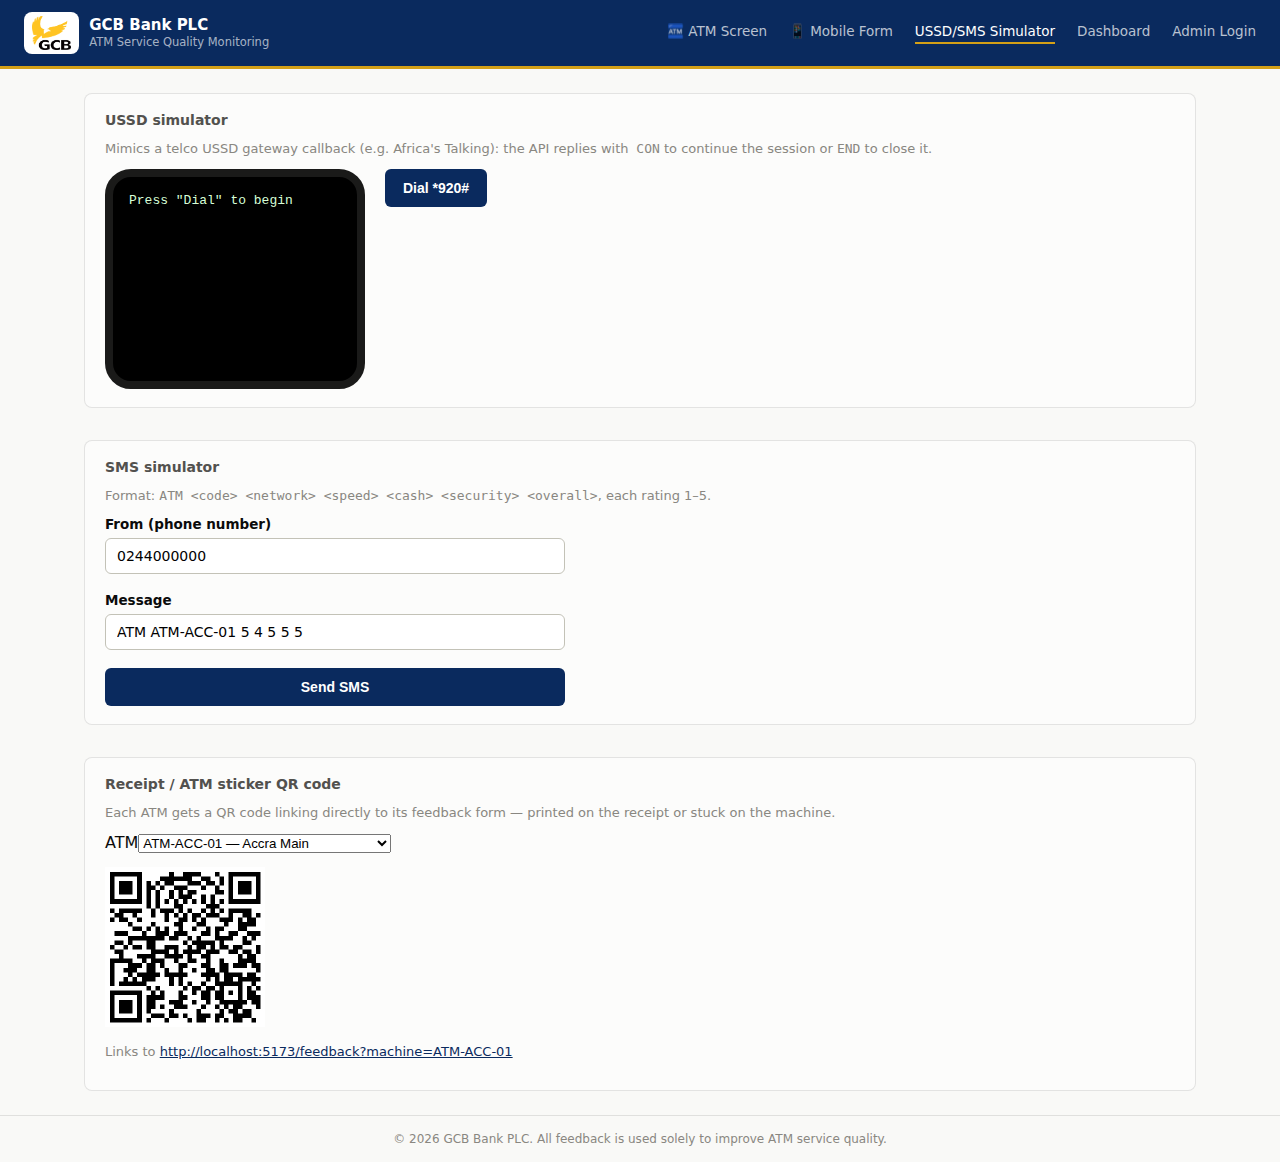 GCB
GCB Bank PLC
ATM Service Quality Monitoring
🏧 ATM Screen
📱 Mobile Form
USSD/SMS Simulator
Dashboard
Admin Login
USSD simulator
Mimics a telco USSD gateway callback (e.g. Africa's Talking): the API replies with CON to continue the session or END to close it.
Press "Dial" to begin
Dial *920#
SMS simulator
Format: ATM <code> <network> <speed> <cash> <security> <overall>, each rating 1–5.
From (phone number)
0244000000
Message
ATM ATM-ACC-01 5 4 5 5 5
Send SMS
Receipt / ATM sticker QR code
Each ATM gets a QR code linking directly to its feedback form — printed on the receipt or stuck on the machine.
ATM ATM-ACC-01 — Accra Main
Links to http://localhost:5173/feedback?machine=ATM-ACC-01
© 2026 GCB Bank PLC. All feedback is used solely to improve ATM service quality.